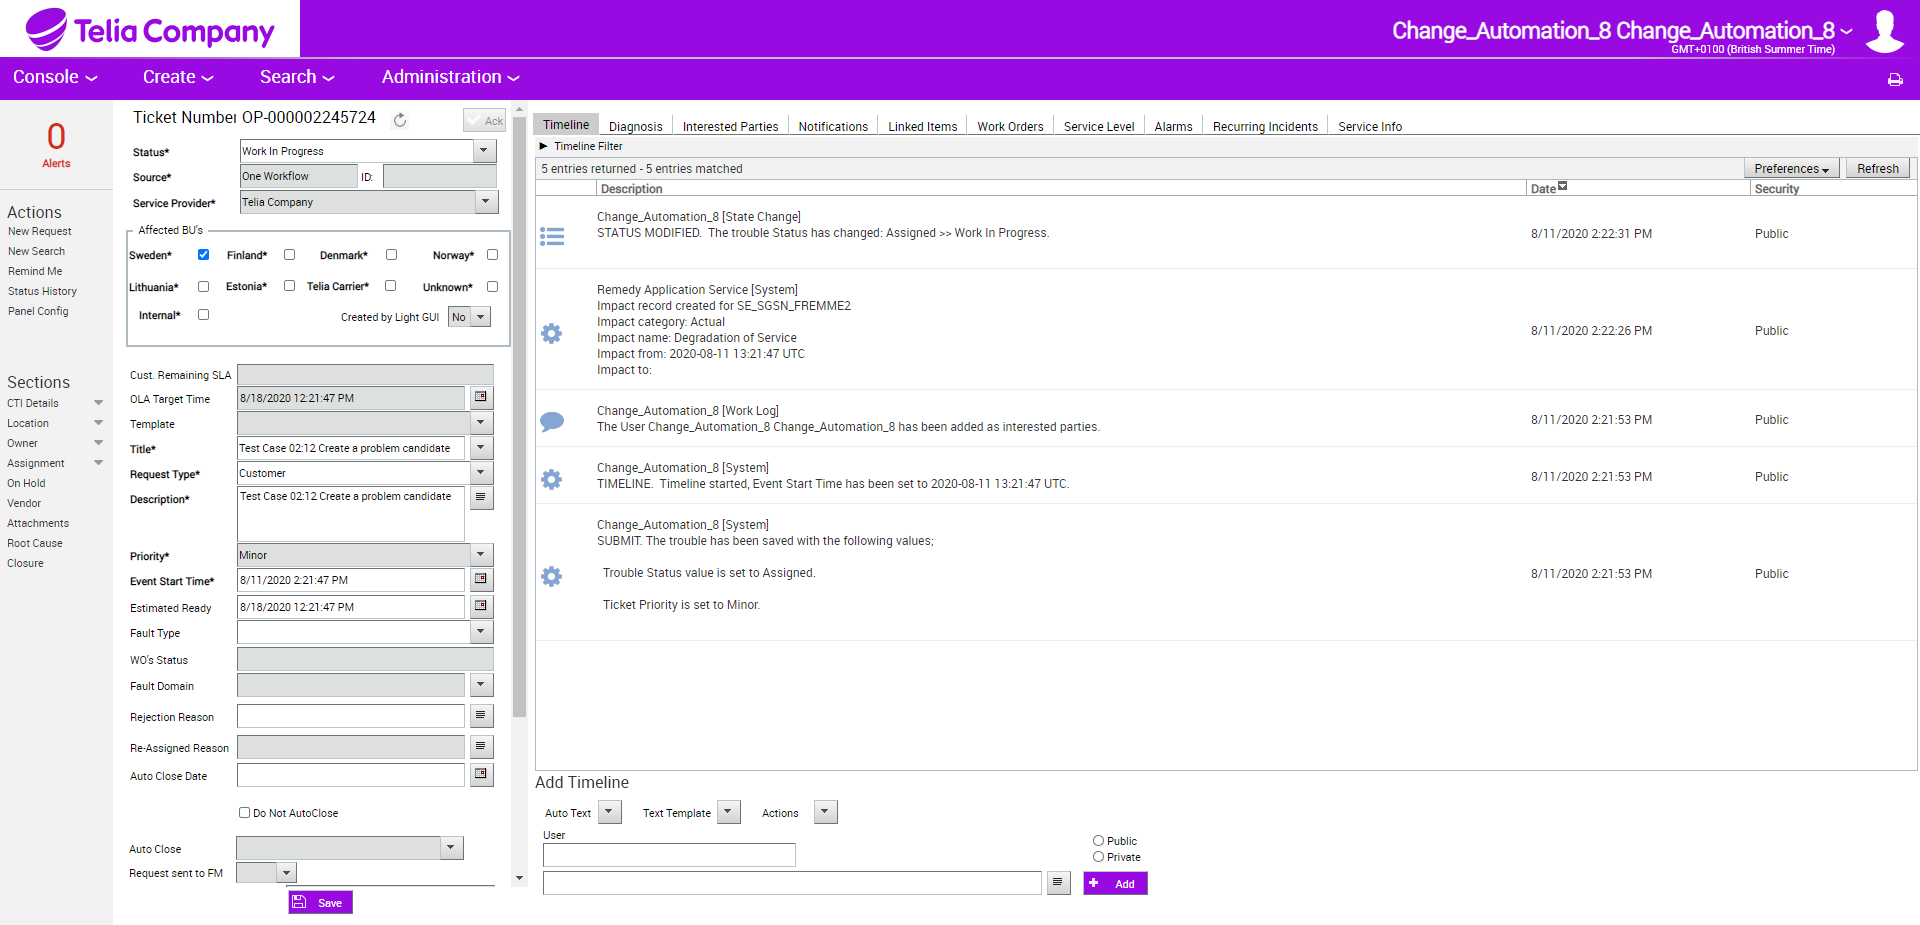 Telia Company
Change_Automation_8 Change_Automation_8
GMT+0100 (British Summer Time)
Console
Create
Search
Administration
0
Alerts
Actions
New Request
New Search
Remind Me
Status History
Panel Config
Sections
CTI Details
Location
Owner
Assignment
On Hold
Vendor
Attachments
Root Cause
Closure
Ticket Number OP-000002245724
Ack
Status* Work In Progress
Source* One Workflow ID:
Service Provider* Telia Company
Affected BU's
Sweden* Finland* Denmark* Norway*
Lithuania* Estonia* Telia Carrier* Unknown*
Internal* Created by Light GUI No
Cust. Remaining SLA
OLA Target Time 8/18/2020 12:21:47 PM
Template
Title* Test Case 02:12 Create a problem candidate
Request Type* Customer
Description* Test Case 02:12 Create a problem candidate
Priority* Minor
Event Start Time* 8/11/2020 2:21:47 PM
Estimated Ready 8/18/2020 12:21:47 PM
Fault Type
WO's Status
Fault Domain
Rejection Reason
Re-Assigned Reason
Auto Close Date
Do Not AutoClose
Auto Close
Request sent to FM
Save
Timeline Diagnosis Interested Parties Notifications Linked Items Work Orders Service Level Alarms Recurring Incidents Service Info
Timeline Filter
5 entries returned - 5 entries matched Preferences Refresh
Description Date Security
Change_Automation_8 [State Change]
STATUS MODIFIED. The trouble Status has changed: Assigned >> Work In Progress.
8/11/2020 2:22:31 PM Public
Remedy Application Service [System]
Impact record created for SE_SGSN_FREMME2
Impact category: Actual
Impact name: Degradation of Service
Impact from: 2020-08-11 13:21:47 UTC
Impact to:
8/11/2020 2:22:26 PM Public
Change_Automation_8 [Work Log]
The User Change_Automation_8 Change_Automation_8 has been added as interested parties.
8/11/2020 2:21:53 PM Public
Change_Automation_8 [System]
TIMELINE. Timeline started, Event Start Time has been set to 2020-08-11 13:21:47 UTC.
8/11/2020 2:21:53 PM Public
Change_Automation_8 [System]
SUBMIT. The trouble has been saved with the following values;
Trouble Status value is set to Assigned.
Ticket Priority is set to Minor.
8/11/2020 2:21:53 PM Public
Add Timeline
Auto Text Text Template Actions
User
Public
Private
Add